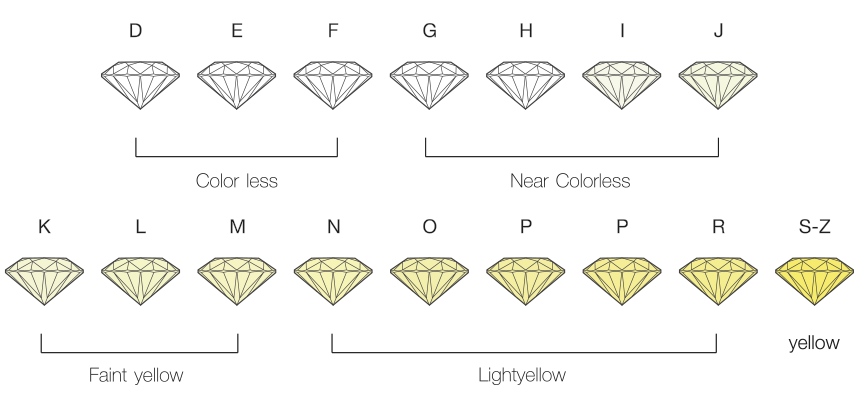 D E F G H I J
Color less Near Colorless
K L M N O P P R S-Z
yellow
Faint yellow Lightyellow